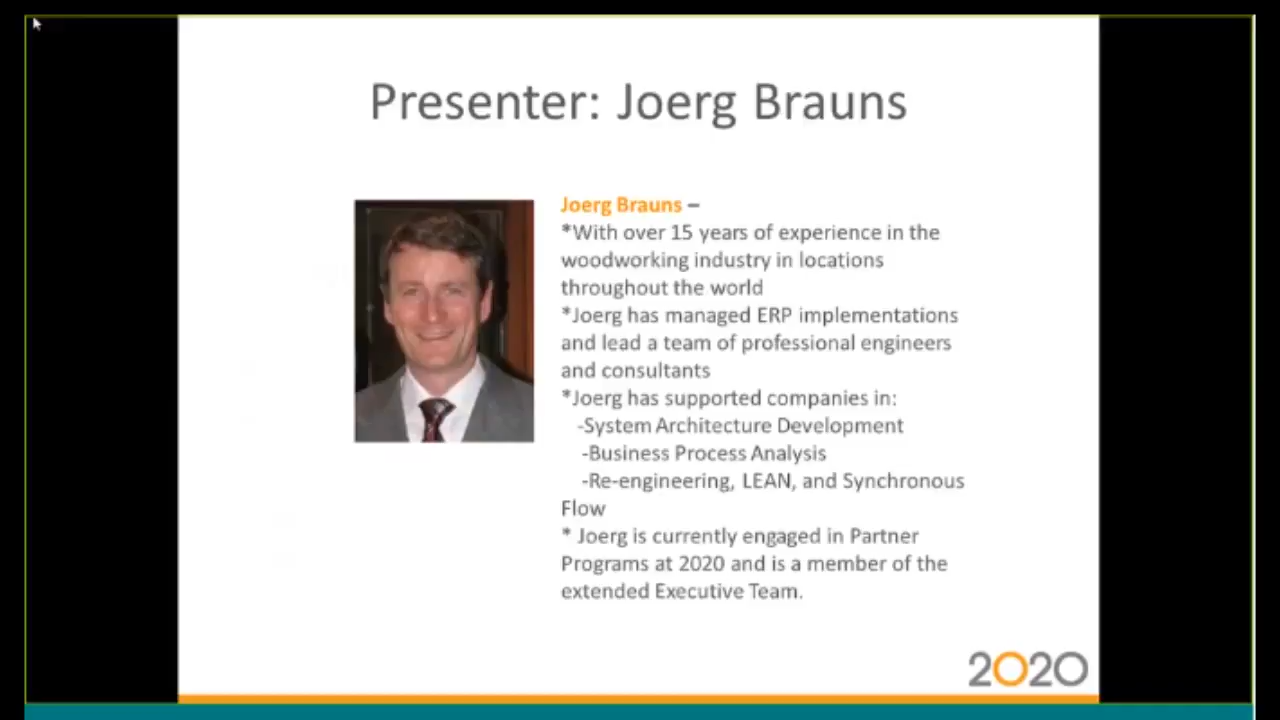 Presenter: Joerg Brauns
Joerg Brauns –
*With over 15 years of experience in the
woodworking industry in locations
throughout the world
*Joerg has managed ERP implementations
and lead a team of professional engineers
and consultants
*Joerg has supported companies in:
-System Architecture Development
-Business Process Analysis
-Re-engineering, LEAN, and Synchronous
Flow
* Joerg is currently engaged in Partner
Programs at 2020 and is a member of the
extended Executive Team.
2020